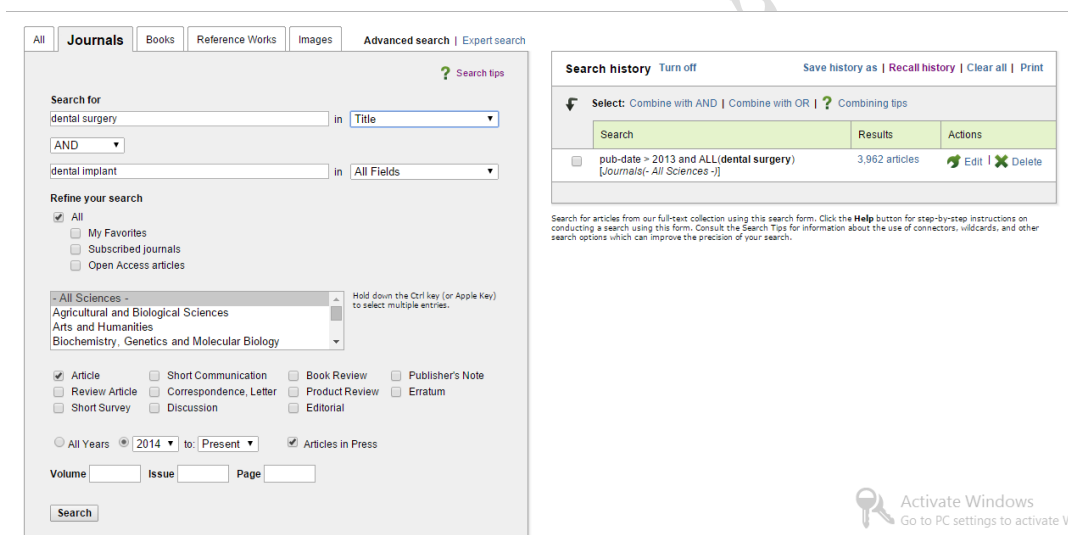 All Journals Books Reference Works Images Advanced search | Expert search
? Search tips
Search for
dental surgery in Title
AND
dental implant in All Fields
Refine your search
All
My Favorites
Subscribed journals
Open Access articles
- All Sciences -
Agricultural and Biological Sciences
Arts and Humanities
Biochemistry, Genetics and Molecular Biology
Hold down the Ctrl key (or Apple Key)
to select multiple entries.
Article Short Communication Book Review Publisher's Note
Review Article Correspondence, Letter Product Review Erratum
Short Survey Discussion Editorial
All Years 2014 to: Present Articles in Press
Volume Issue Page
Search
Search history Turn off Save history as | Recall history | Clear all | Print
Select: Combine with AND | Combine with OR | ? Combining tips
Search Results Actions
pub-date > 2013 and ALL(dental surgery) 3,962 articles Edit | Delete
[Journals(- All Sciences -)]
Search for articles from our full-text collection using this search form. Click the Help button for step-by-step instructions on
conducting a search using this form. Consult the Search Tips for information about the use of connectors, wildcards, and other
search options which can improve the precision of your search.
Activate Windows
Go to PC settings to activate W